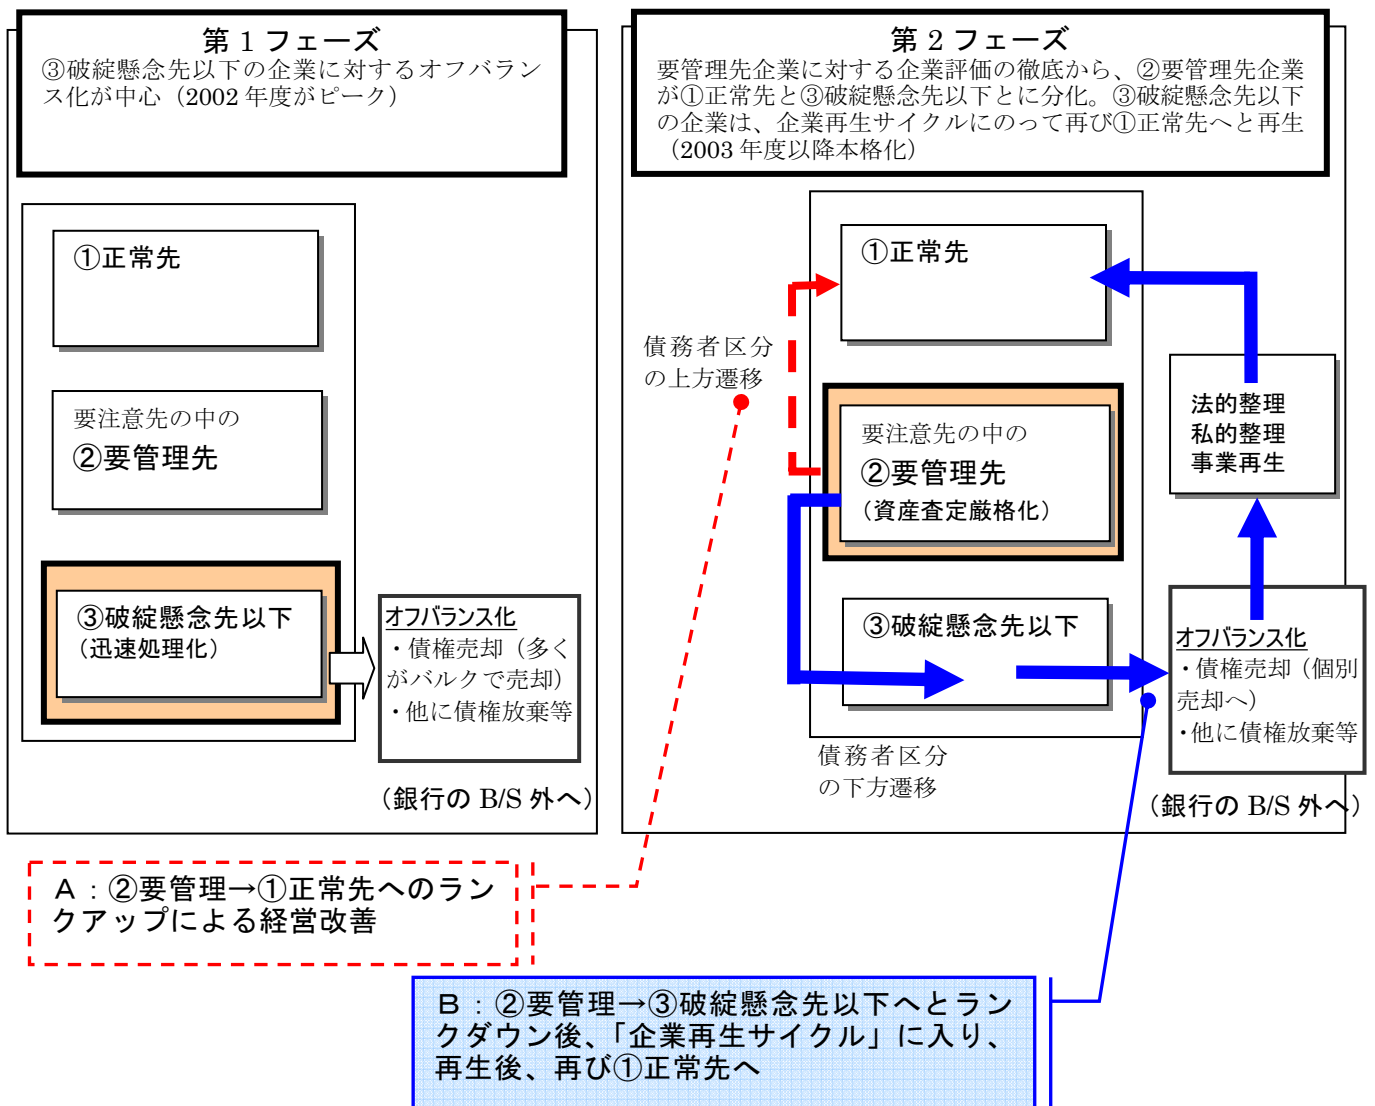 第 1 フェーズ
③破綻懸念先以下の企業に対するオフバラン
ス化が中心（2002 年度がピーク）
①正常先
要注意先の中の
②要管理先
③破綻懸念先以下
（迅速処理化）
オフバランス化
・債権売却（多く
がバルクで売却）
・他に債権放棄等
（銀行の B/S 外へ）
第 2 フェーズ
要管理先企業に対する企業評価の徹底から、②要管理先企業
が①正常先と③破綻懸念先以下とに分化。③破綻懸念先以下
の企業は、企業再生サイクルにのって再び①正常先へと再生
（2003 年度以降本格化）
①正常先
債務者区分
の上方遷移
要注意先の中の
②要管理先
（資産査定厳格化）
法的整理
私的整理
事業再生
③破綻懸念先以下
オフバランス化
・債権売却（個別
売却へ）
・他に債権放棄等
債務者区分
の下方遷移
（銀行の B/S 外へ）
Ａ：②要管理→①正常先へのラン
クアップによる経営改善
Ｂ：②要管理→③破綻懸念先以下へとラン
クダウン後、「企業再生サイクル」に入り、
再生後、再び①正常先へ